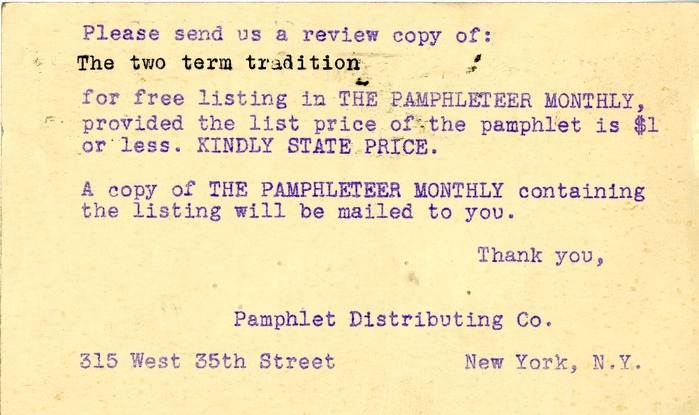 Please send us a review copy of:
The two term tradition
for free listing in THE PAMPHLETEER MONTHLY,
provided the list price of the pamphlet is $1
or less. KINDLY STATE PRICE.
A copy of THE PAMPHLETEER MONTHLY containing
the listing will be mailed to you.
Thank you,
Pamphlet Distributing Co.
315 West 35th Street New York, N.Y.